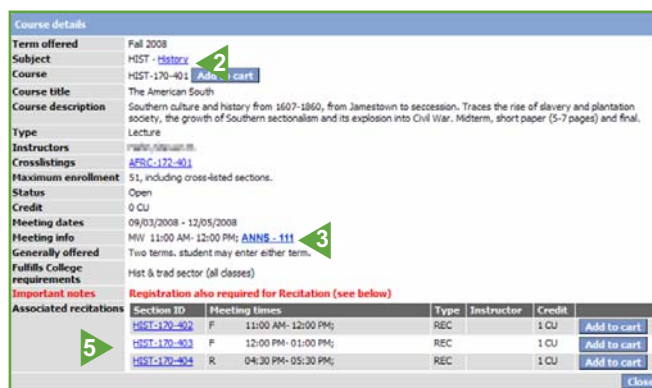 Course details
Term offered Fall 2008
Subject HIST - History 2
Course HIST-170-401 Add to cart
Course title The American South
Course description Southern culture and history from 1607-1860, from Jamestown to seccession. Traces the rise of slavery and plantation
society, the growth of Southern sectionalism and its explosion into Civil War. Midterm, short paper (5-7 pages) and final.
Type Lecture
Instructors
Crosslistings AFRC-172-401
Maximum enrollment 51, including cross-listed sections.
Status Open
Credit 0 CU
Meeting dates 09/03/2008 - 12/05/2008
Meeting info MW 11:00 AM- 12:00 PM; ANNS - 111 3
Generally offered Two terms. student may enter either term.
Fulfills College
requirements Hist & trad sector (all classes)
Important notes Registration also required for Recitation (see below)
Associated recitations Section ID Meeting times Type Instructor Credit
HIST-170-402 F 11:00 AM- 12:00 PM; REC 1 CU Add to cart
5 HIST-170-403 F 12:00 PM- 01:00 PM; REC 1 CU Add to cart
HIST-170-404 R 04:30 PM- 05:30 PM; REC 1 CU Add to cart
Close